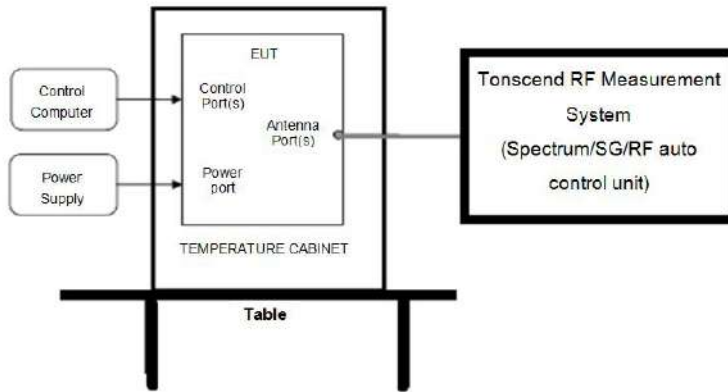 EUT
Control
Computer
Control
Port(s)
Antenna
Port(s)
Power
Supply
Power
port
TEMPERATURE CABINET
Table
Tonscend RF Measurement
System
(Spectrum/SG/RF auto
control unit)